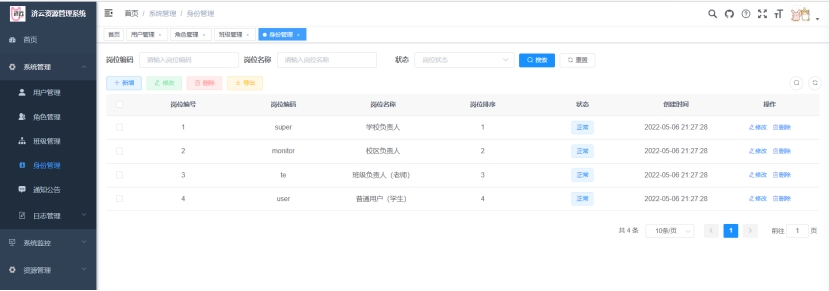 济云资源管理系统
首页 / 系统管理 / 身份管理
首页
用户管理 ×
角色管理 ×
班级管理 ×
身份管理 ×
首页
系统管理
用户管理
角色管理
班级管理
身份管理
通知公告
日志管理
系统监控
资源管理
岗位编码 请输入岗位编码 岗位名称 请输入岗位名称 状态 岗位状态 搜索 重置
+ 新增 修改 删除 导出
岗位编号 岗位编码 岗位名称 岗位排序 状态 创建时间 操作
1 super 学校负责人 1 正常 2022-05-06 21:27:28 修改 删除
2 monitor 校区负责人 2 正常 2022-05-06 21:27:28 修改 删除
3 te 班级负责人（老师） 3 正常 2022-05-06 21:27:28 修改 删除
4 user 普通用户（学生） 4 正常 2022-05-06 21:27:28 修改 删除
共 4 条 10条/页 < 1 > 前往 1 页